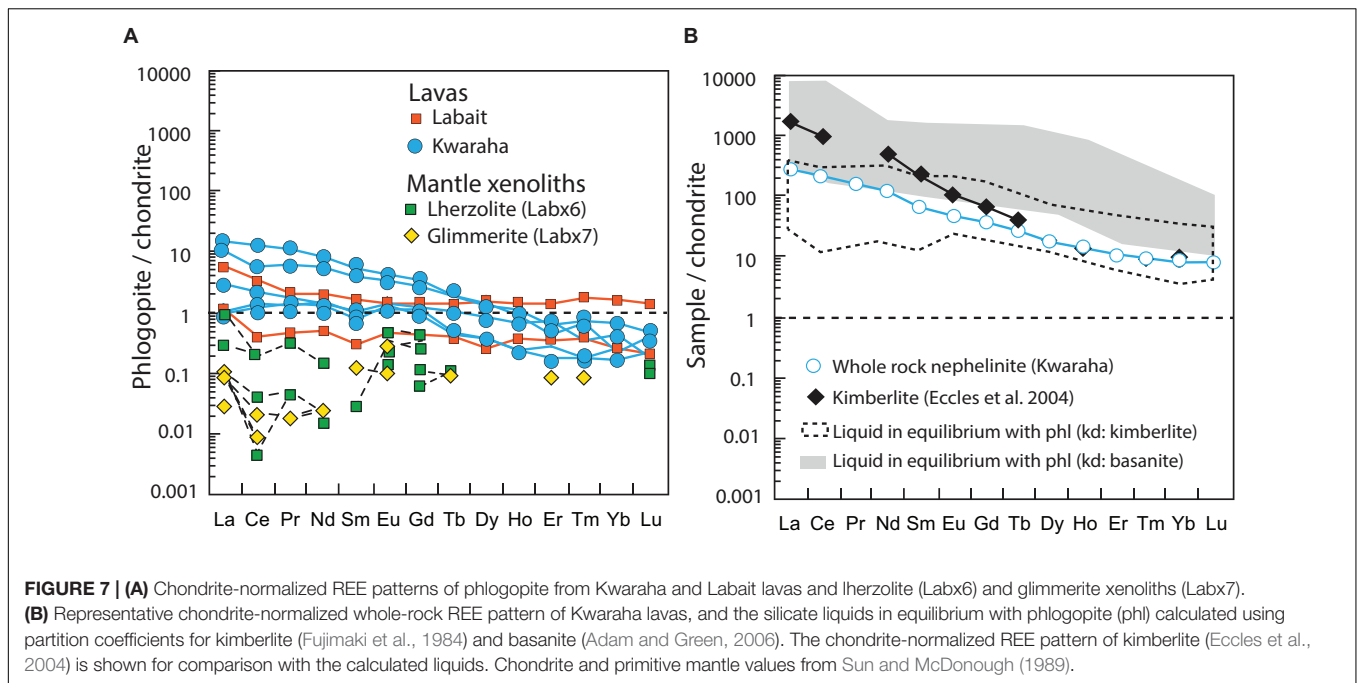 A
10000
1000
100
10
1
0.1
0.01
0.001
Phlogopite / chondrite
Lavas
Labait
Kwaraha
Mantle xenoliths
Lherzolite (Labx6)
Glimmerite (Labx7)
La Ce Pr Nd Sm Eu Gd Tb Dy Ho Er Tm Yb Lu
B
10000
1000
100
10
1
0.1
0.01
0.001
Sample / chondrite
Whole rock nephelinite (Kwaraha)
Kimberlite (Eccles et al. 2004)
Liquid in equilibrium with phl (kd: kimberlite)
Liquid in equilibrium with phl (kd: basanite)
La Ce Pr Nd Sm Eu Gd Tb Dy Ho Er Tm Yb Lu
FIGURE 7 | (A) Chondrite-normalized REE patterns of phlogopite from Kwaraha and Labait lavas and lherzolite (Labx6) and glimmerite xenoliths (Labx7).
(B) Representative chondrite-normalized whole-rock REE pattern of Kwaraha lavas, and the silicate liquids in equilibrium with phlogopite (phl) calculated using
partition coefficients for kimberlite (Fujimaki et al., 1984) and basanite (Adam and Green, 2006). The chondrite-normalized REE pattern of kimberlite (Eccles et al.,
2004) is shown for comparison with the calculated liquids. Chondrite and primitive mantle values from Sun and McDonough (1989).